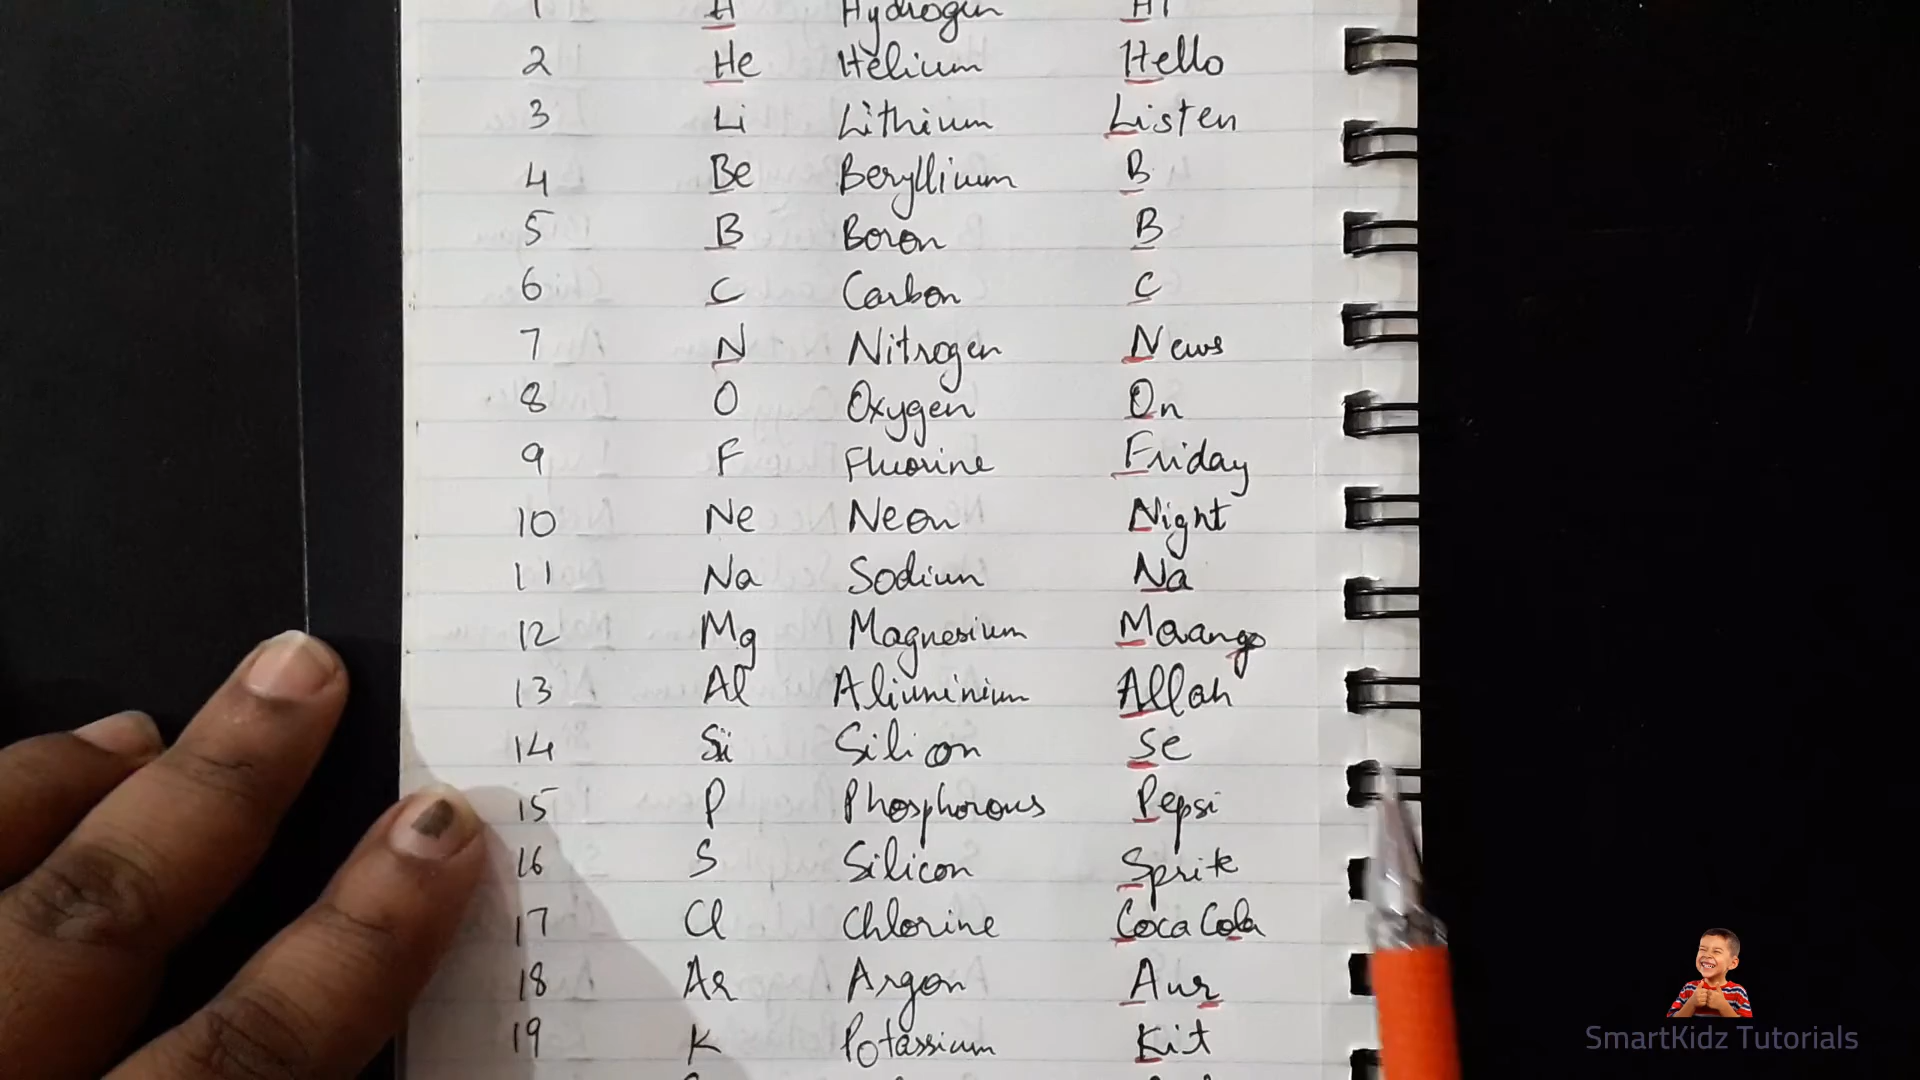 1 H Hydrogen Hi
2 He Helium Hello
3 Li Lithium Listen
4 Be Beryllium B
5 B Boron B
6 C Carbon C
7 N Nitrogen News
8 O Oxygen On
9 F Fluorine Friday
10 Ne Neon Night
11 Na Sodium Na
12 Mg Magnesium Maango
13 Al Aliuminium Allah
14 Si Silicon Se
15 P Phosphorous Pepsi
16 S Silicon Sprite
17 Cl Chlorine Coca Cola
18 Ar Argon Aur
19 K Potassium Kit
SmartKidz Tutorials